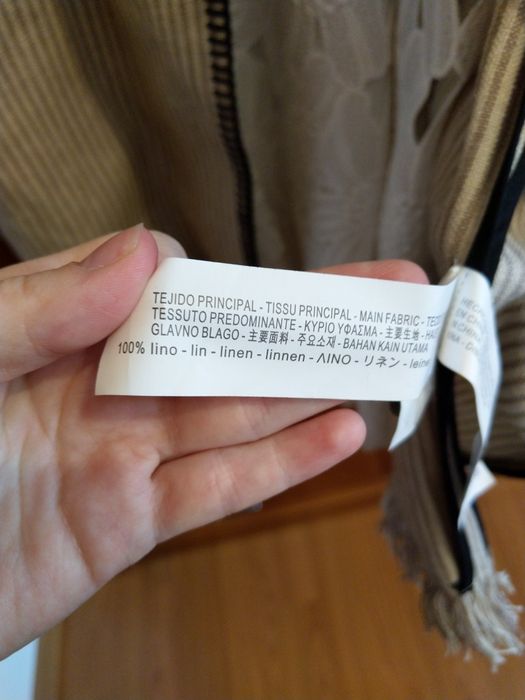 TEJIDO PRINCIPAL - TISSU PRINCIPAL - MAIN FABRIC -
TESSUTO PREDOMINANTE - ΚΥΡΙΟ ΥΦΑΣΜΑ - 主要生地 -
GLAVNO BLAGO - 主要面料 - 주요소재 - BAHAN KAIN UTAMA
100% lino - lin - linen - linnen - ΛΙΝΟ - リネン -